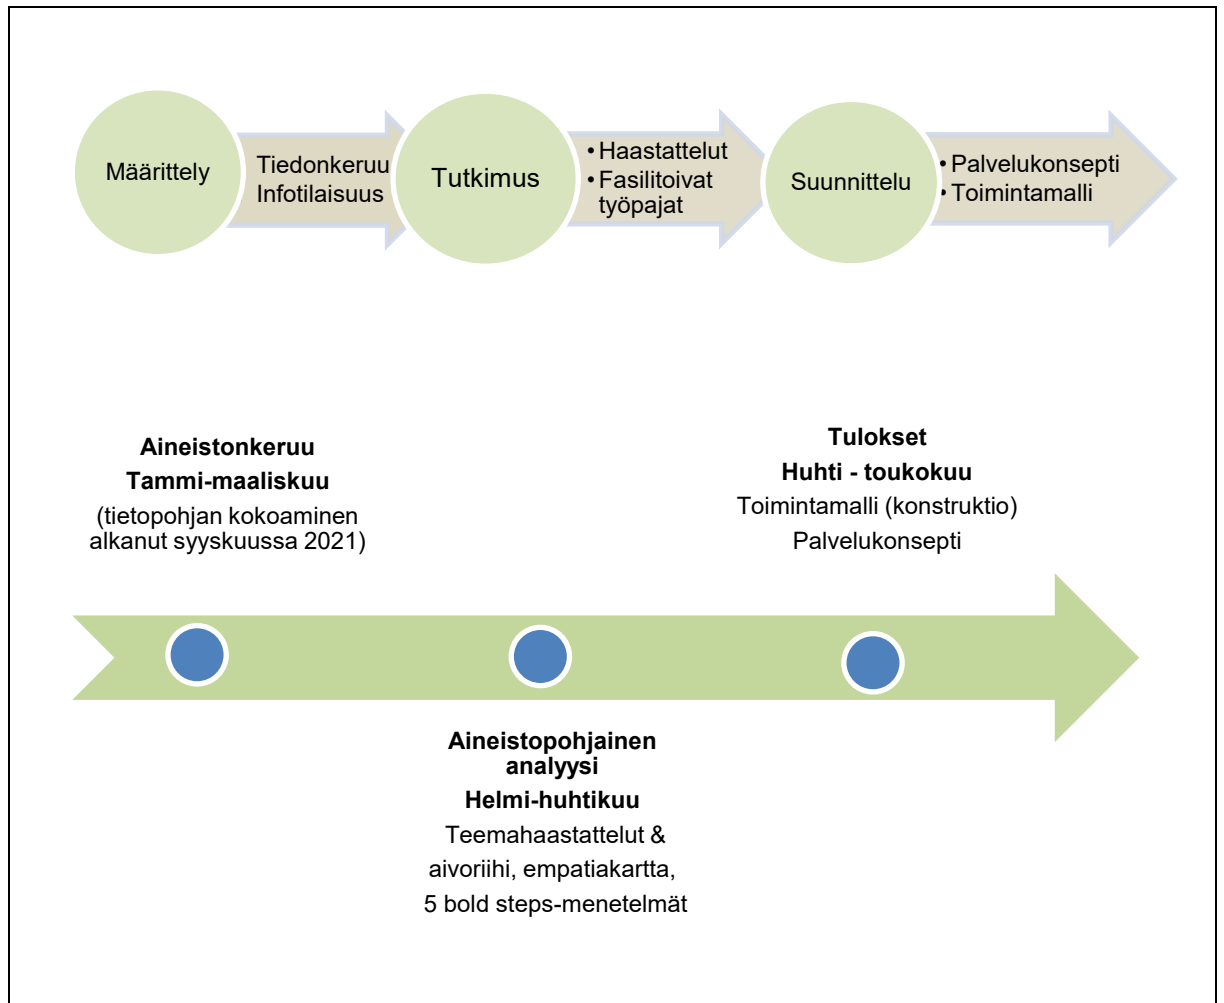 Määrittely
Tiedonkeruu
Infotilaisuus
Tutkimus
• Haastattelut
• Fasilitoivat
työpajat
Suunnittelu
• Palvelukonsepti
• Toimintamalli
Aineistonkeruu
Tammi-maaliskuu
(tietopohjan kokoaminen
alkanut syyskuussa 2021)
Tulokset
Huhti - toukokuu
Toimintamalli (konstruktio)
Palvelukonsepti
Aineistopohjainen
analyysi
Helmi-huhtikuu
Teemahaastattelut &
aivoriihi, empatiakartta,
5 bold steps-menetelmät